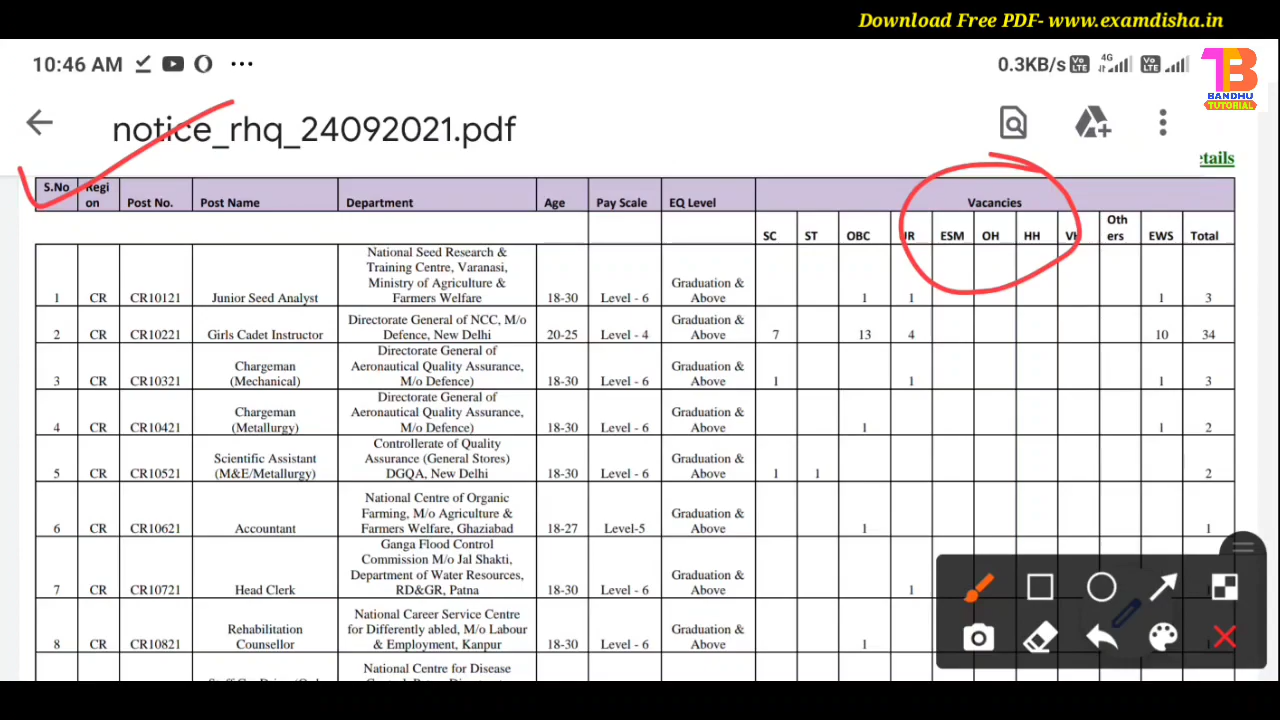 Download Free PDF- www.examdisha.in
10:46 AM ... 0.3KB/s Vo LTE 4G Vo LTE
BANDHU
TUTORIAL
notice_rhq_24092021.pdf
S.No Regi on Post No. Post Name Department Age Pay Scale EQ Level Vacancies
SC ST OBC UR ESM OH HH VH Oth ers EWS Total
1 CR CR10121 Junior Seed Analyst National Seed Research & Training Centre, Varanasi, Ministry of Agriculture & Farmers Welfare 18-30 Level - 6 Graduation & Above 1 1 1 3
2 CR CR10221 Girls Cadet Instructor Directorate General of NCC, M/o Defence, New Delhi 20-25 Level - 4 Graduation & Above 7 13 4 10 34
3 CR CR10321 Chargeman (Mechanical) Directorate General of Aeronautical Quality Assurance, M/o Defence) 18-30 Level - 6 Graduation & Above 1 1 1 3
4 CR CR10421 Chargeman (Metallurgy) Directorate General of Aeronautical Quality Assurance, M/o Defence) 18-30 Level - 6 Graduation & Above 1 1 2
5 CR CR10521 Scientific Assistant (M&E/Metallurgy) Controllerate of Quality Assurance (General Stores) DGQA, New Delhi 18-30 Level - 6 Graduation & Above 1 1 2
6 CR CR10621 Accountant National Centre of Organic Farming, M/o Agriculture & Farmers Welfare, Ghaziabad 18-27 Level-5 Graduation & Above 1 1
7 CR CR10721 Head Clerk Ganga Flood Control Commission M/o Jal Shakti, Department of Water Resources, RD&GR, Patna 18-30 Level - 6 Graduation & Above 1
8 CR CR10821 Rehabilitation Counsellor National Career Service Centre for Differently abled, M/o Labour & Employment, Kanpur 18-30 Level - 6 Graduation & Above 1
National Centre for Disease